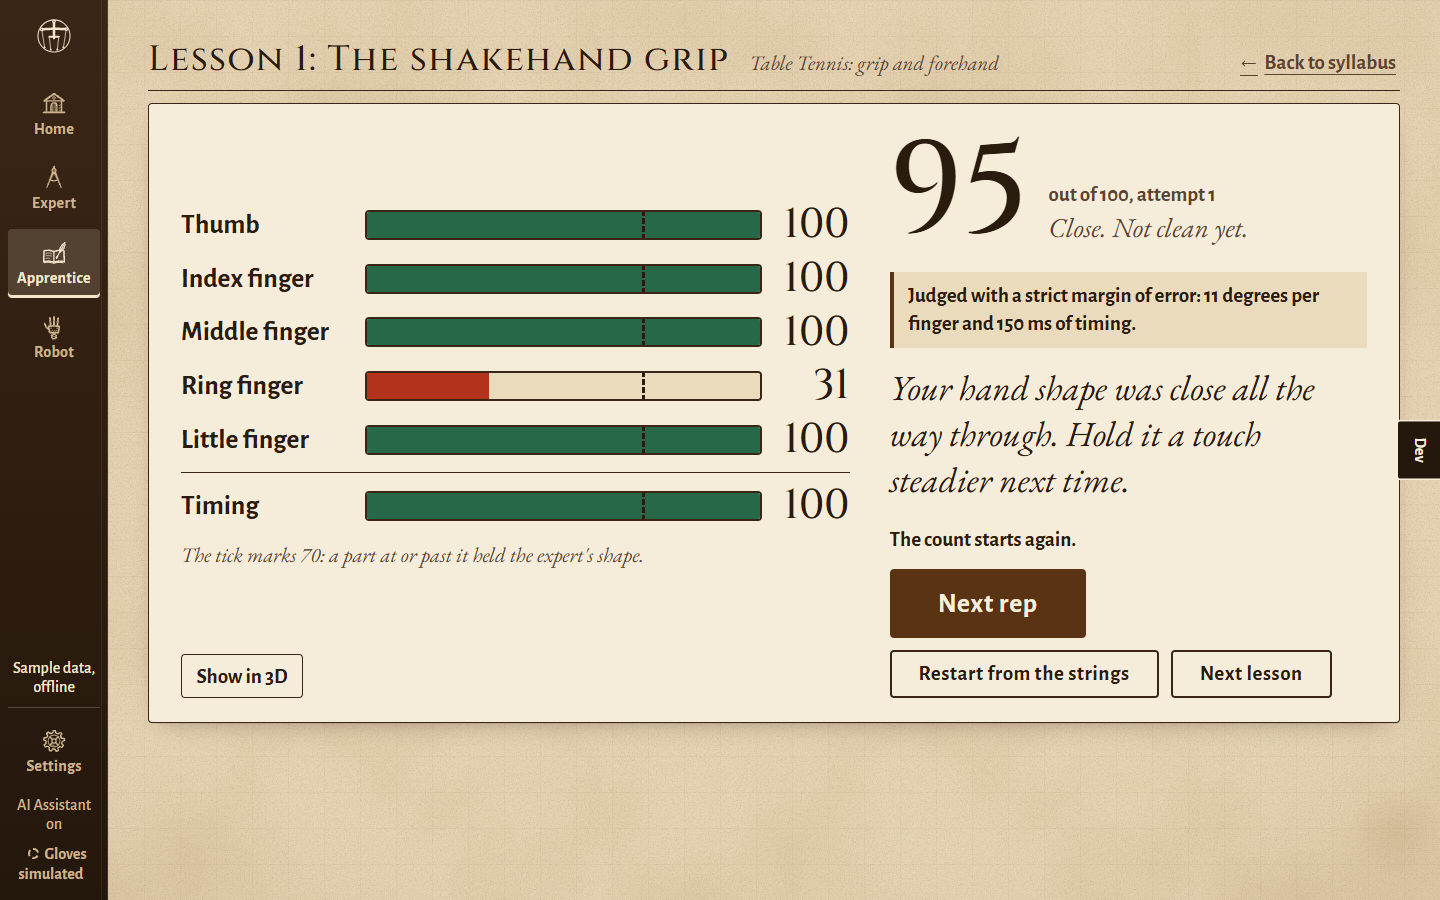 Lesson 1: The shakehand grip
Table Tennis: grip and forehand
← Back to syllabus
Home
Expert
Apprentice
Robot
Sample data,
offline
Settings
AI Assistant
on
Gloves
simulated
Thumb 100
Index finger 100
Middle finger 100
Ring finger 31
Little finger 100
Timing 100
The tick marks 70: a part at or past it held the expert's shape.
Show in 3D
95
out of 100, attempt 1
Close. Not clean yet.
Judged with a strict margin of error: 11 degrees per
finger and 150 ms of timing.
Your hand shape was close all the
way through. Hold it a touch
steadier next time.
The count starts again.
Next rep
Restart from the strings
Next lesson
Dev